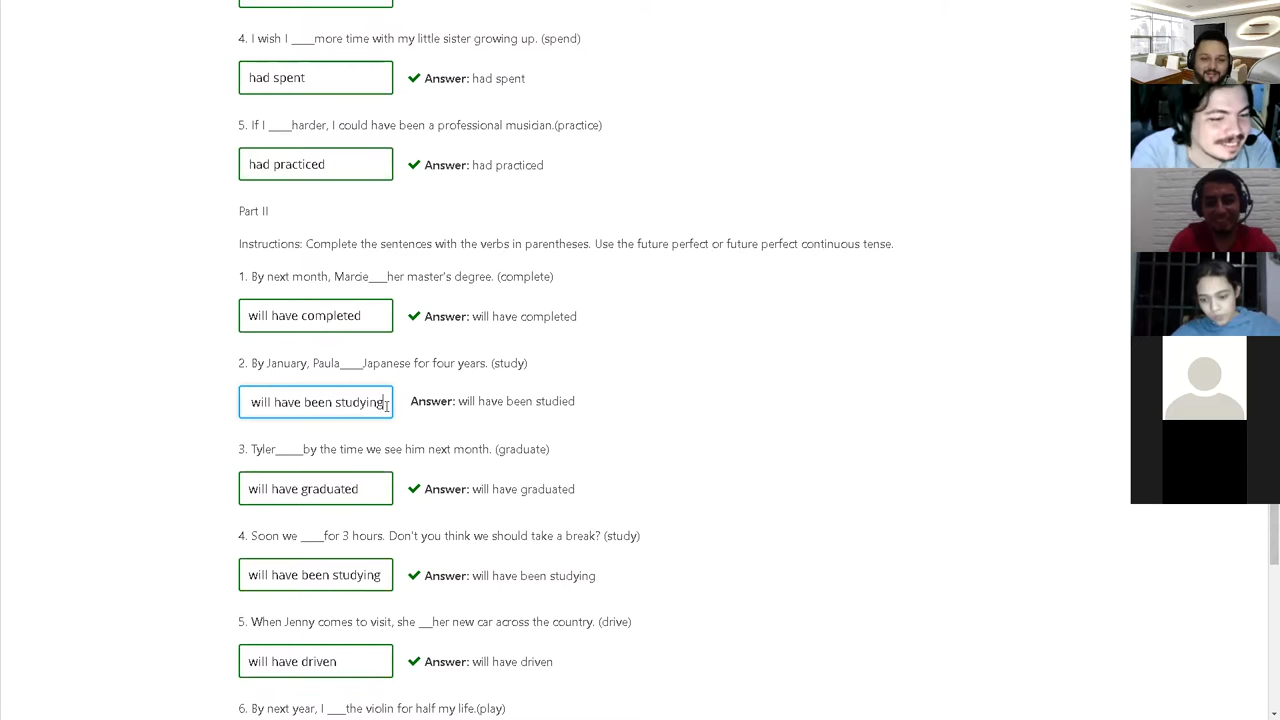 4. I wish I ____more time with my little sister growing up. (spend)
had spent
Answer: had spent
5. If I ____harder, I could have been a professional musician.(practice)
had practiced
Answer: had practiced
Part II
Instructions: Complete the sentences with the verbs in parentheses. Use the future perfect or future perfect continuous tense.
1. By next month, Marcie___her master's degree. (complete)
will have completed
Answer: will have completed
2. By January, Paula____Japanese for four years. (study)
will have been studying
Answer: will have been studied
3. Tyler_____by the time we see him next month. (graduate)
will have graduated
Answer: will have graduated
4. Soon we ____for 3 hours. Don't you think we should take a break? (study)
will have been studying
Answer: will have been studying
5. When Jenny comes to visit, she __her new car across the country. (drive)
will have driven
Answer: will have driven
6. By next year, I ___the violin for half my life.(play)